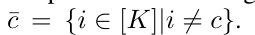 c̄ = {i ∈ [K]|i ≠ c}.